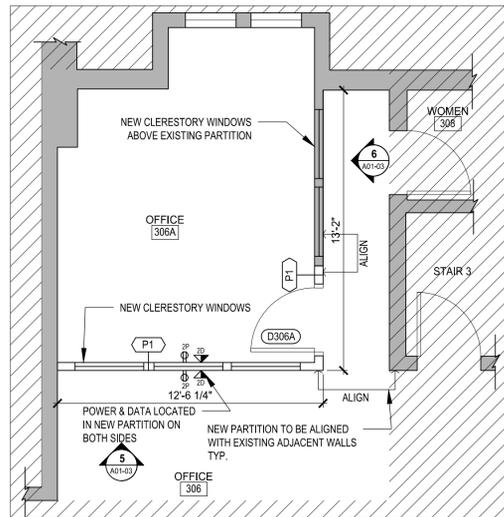 NEW CLERESTORY WINDOWS
ABOVE EXISTING PARTITION
WOMEN
308
6
A01-03
OFFICE
306A
13'-2"
ALIGN
P1
STAIR 3
NEW CLERESTORY WINDOWS
D306A
P1
2P
2D
2P
2D
12'-6 1/4"
ALIGN
POWER & DATA LOCATED
IN NEW PARTITION ON
BOTH SIDES
NEW PARTITION TO BE ALIGNED
WITH EXISTING ADJACENT WALLS
TYP.
5
A01-03
OFFICE
306